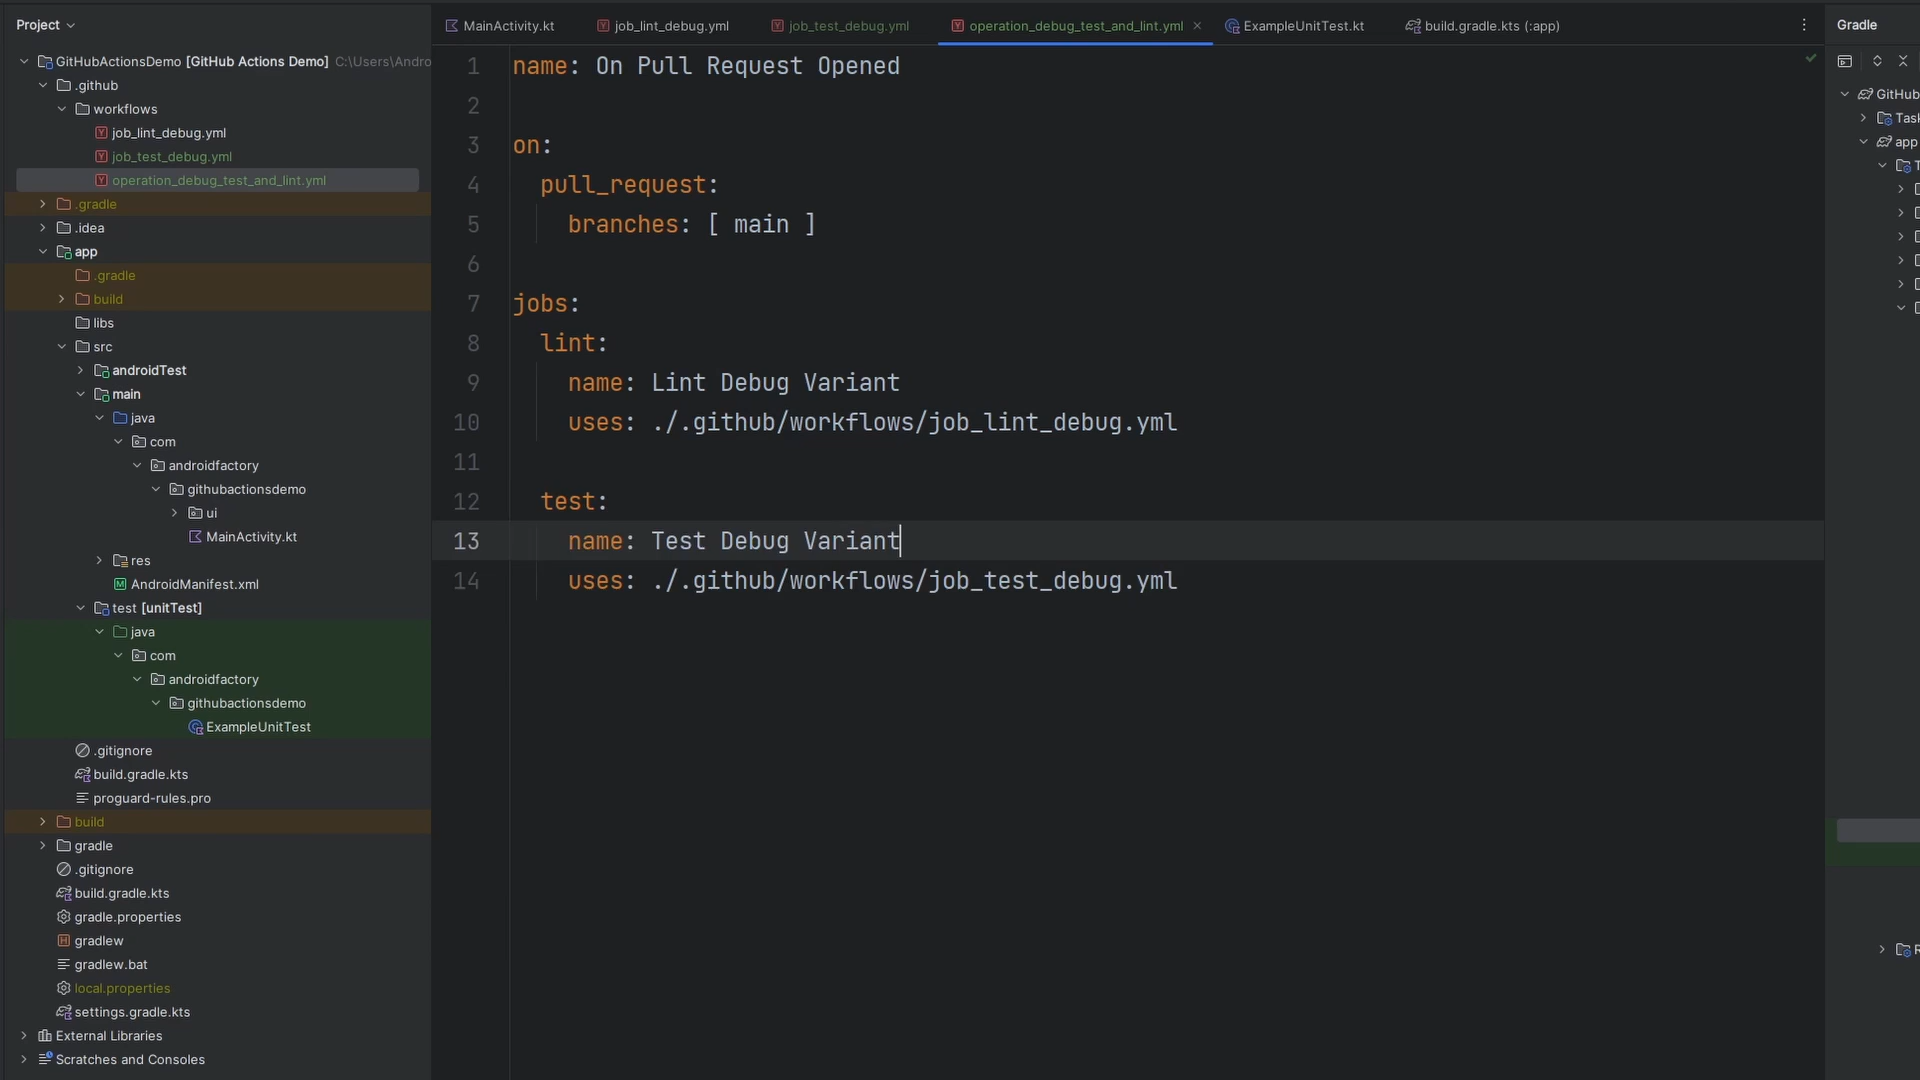 Project
GitHubActionsDemo [GitHub Actions Demo] C:\Users\Andro
.github
workflows
job_lint_debug.yml
job_test_debug.yml
operation_debug_test_and_lint.yml
.gradle
.idea
app
.gradle
build
libs
src
androidTest
main
java
com
androidfactory
githubactionsdemo
ui
MainActivity.kt
res
AndroidManifest.xml
test [unitTest]
java
com
androidfactory
githubactionsdemo
ExampleUnitTest
.gitignore
build.gradle.kts
proguard-rules.pro
build
gradle
.gitignore
build.gradle.kts
gradle.properties
gradlew
gradlew.bat
local.properties
settings.gradle.kts
External Libraries
Scratches and Consoles
MainActivity.kt job_lint_debug.yml job_test_debug.yml operation_debug_test_and_lint.yml ExampleUnitTest.kt build.gradle.kts (:app)
1 name: On Pull Request Opened
2
3 on:
4 pull_request:
5 branches: [ main ]
6
7 jobs:
8 lint:
9 name: Lint Debug Variant
10 uses: ./.github/workflows/job_lint_debug.yml
11
12 test:
13 name: Test Debug Variant
14 uses: ./.github/workflows/job_test_debug.yml
Gradle
GitHub
Task
app